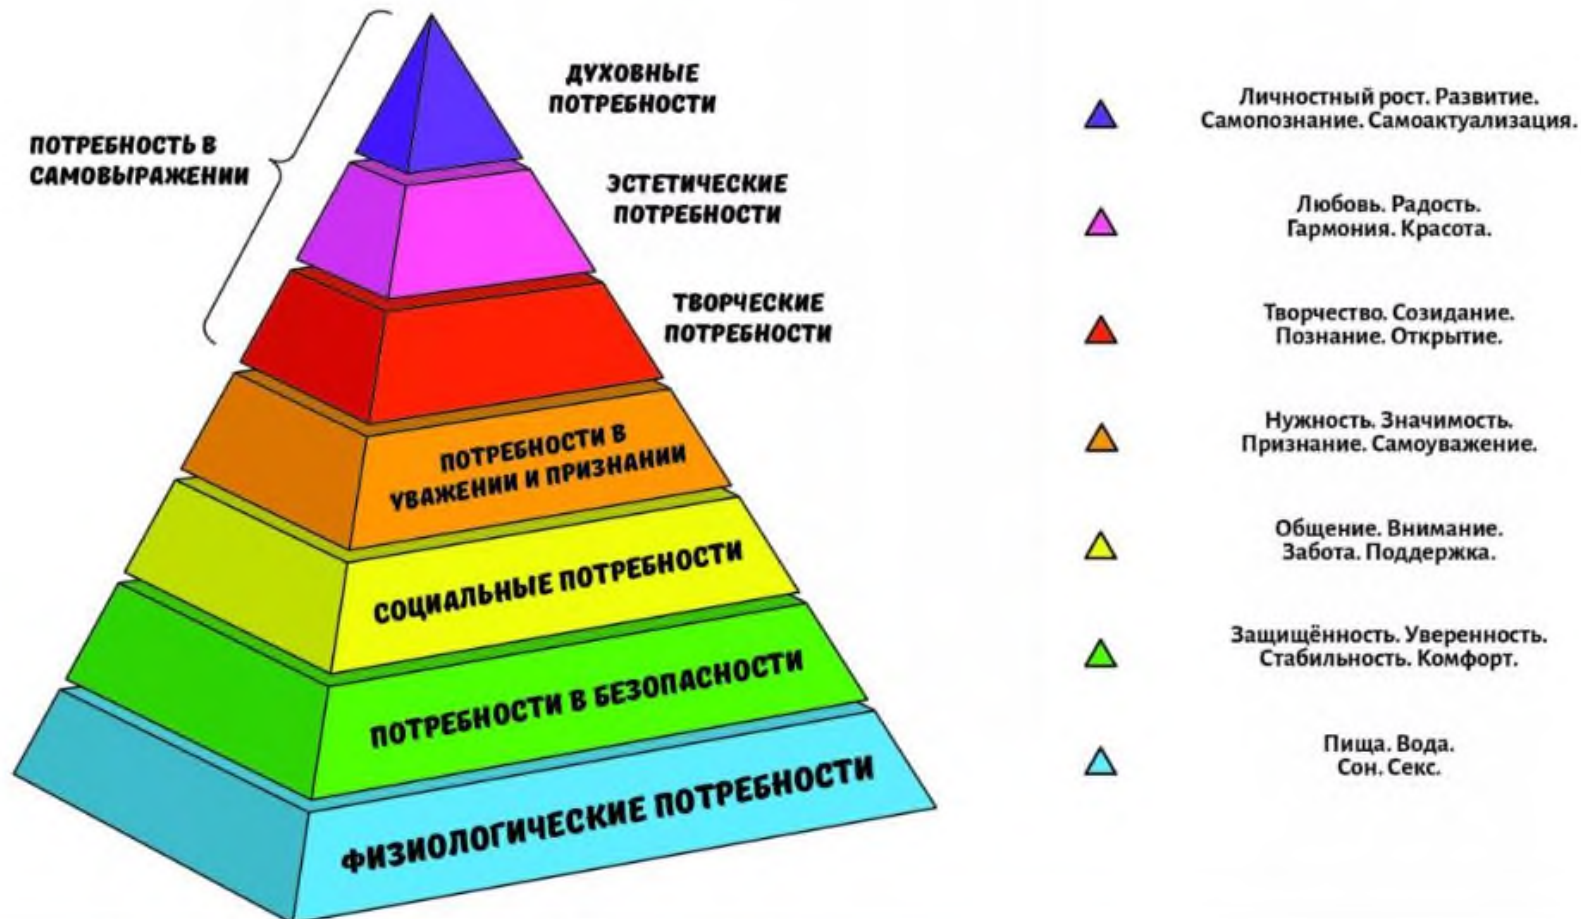 ПОТРЕБНОСТЬ В
САМОВЫРАЖЕНИИ
ДУХОВНЫЕ
ПОТРЕБНОСТИ
ЭСТЕТИЧЕСКИЕ
ПОТРЕБНОСТИ
ТВОРЧЕСКИЕ
ПОТРЕБНОСТИ
ПОТРЕБНОСТИ В
УВАЖЕНИИ И ПРИЗНАНИИ
СОЦИАЛЬНЫЕ ПОТРЕБНОСТИ
ПОТРЕБНОСТИ В БЕЗОПАСНОСТИ
ФИЗИОЛОГИЧЕСКИЕ ПОТРЕБНОСТИ
Личностный рост. Развитие.
Самопознание. Самоактуализация.
Любовь. Радость.
Гармония. Красота.
Творчество. Созидание.
Познание. Открытие.
Нужность. Значимость.
Признание. Самоуважение.
Общение. Внимание.
Забота. Поддержка.
Защищённость. Уверенность.
Стабильность. Комфорт.
Пища. Вода.
Сон. Секс.